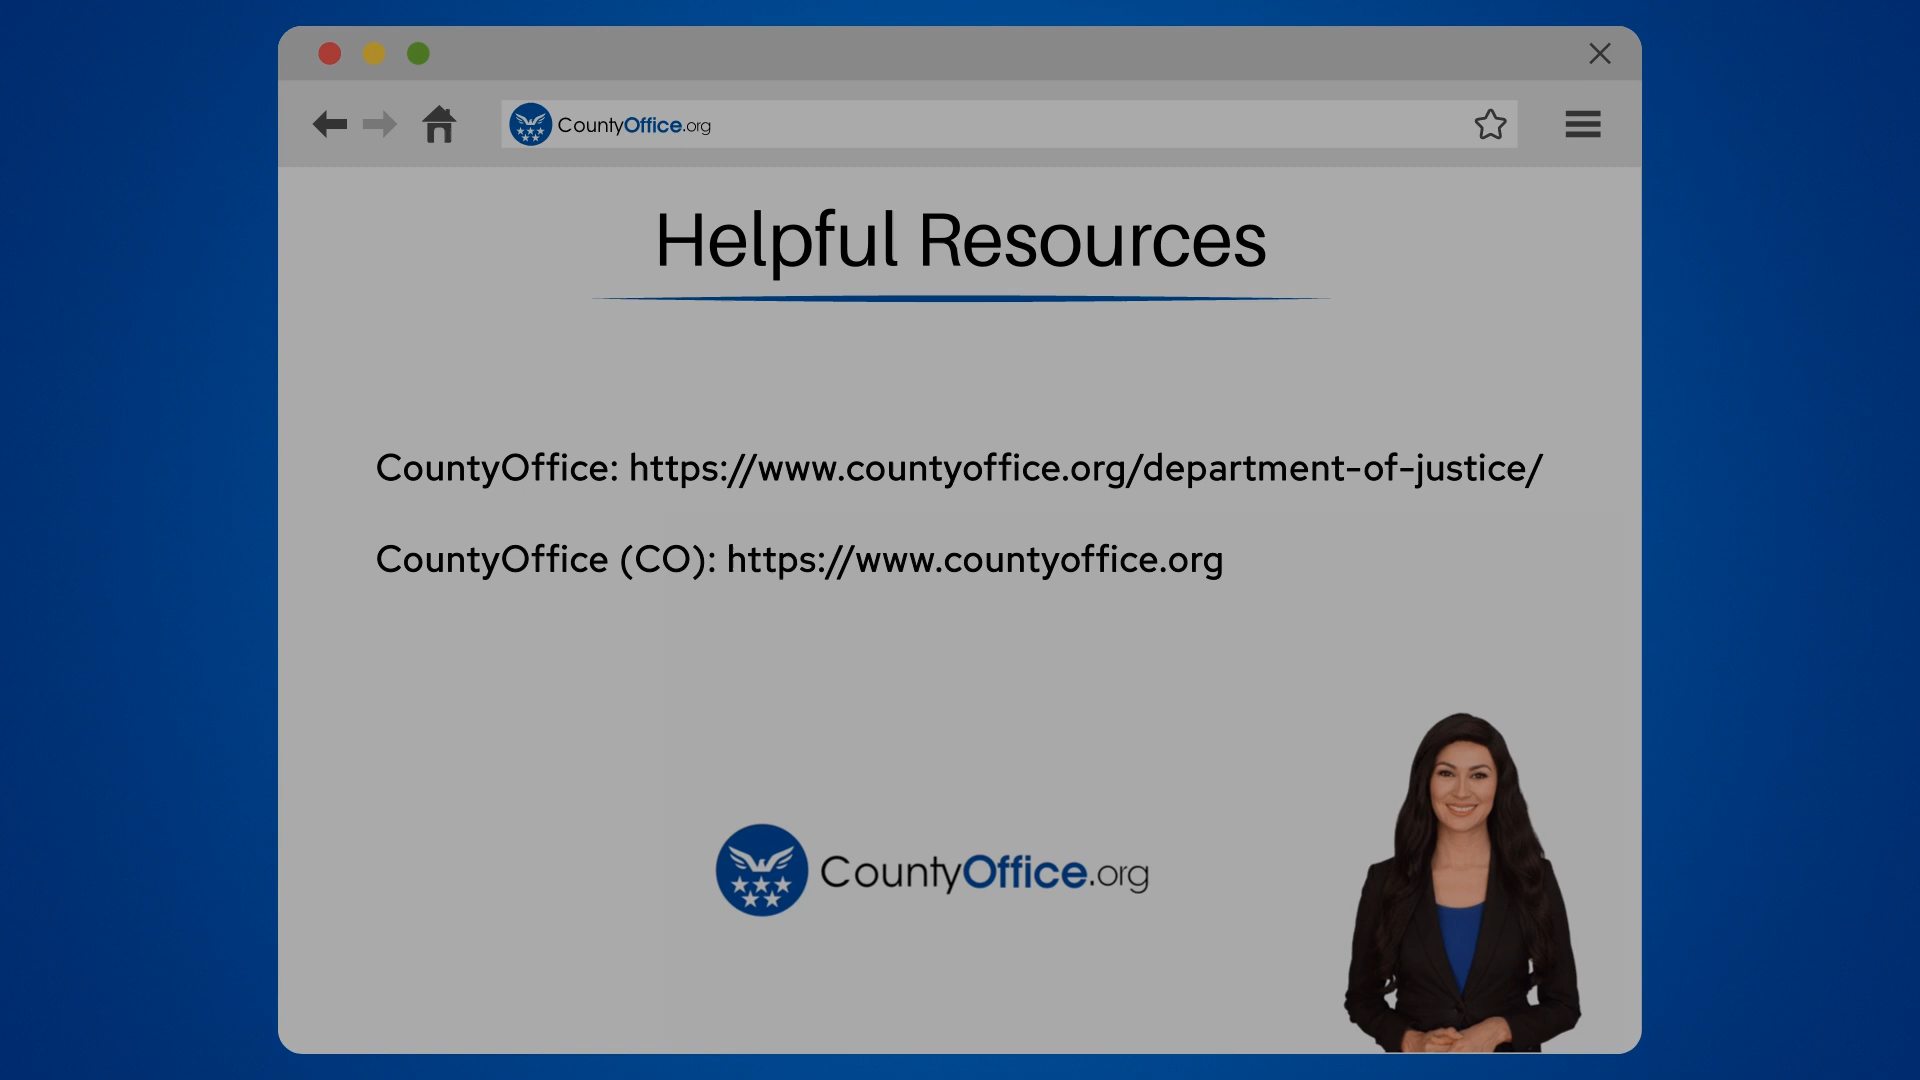 CountyOffice.org
Helpful Resources
CountyOffice: https://www.countyoffice.org/department-of-justice/
CountyOffice (CO): https://www.countyoffice.org
CountyOffice.org